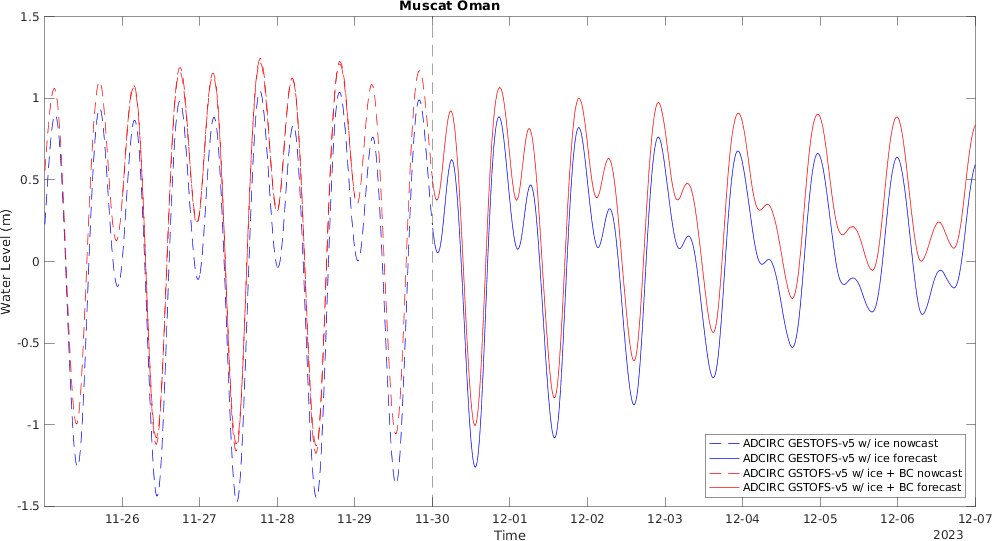 Muscat Oman
1.5
1
0.5
0
-0.5
-1
-1.5
Water Level (m)
11-26 11-27 11-28 11-29 11-30 12-01 12-02 12-03 12-04 12-05 12-06 12-07
Time
2023
ADCIRC GESTOFS-v5 w/ ice nowcast
ADCIRC GESTOFS-v5 w/ ice forecast
ADCIRC GSTOFS-v5 w/ ice + BC nowcast
ADCIRC GSTOFS-v5 w/ ice + BC forecast